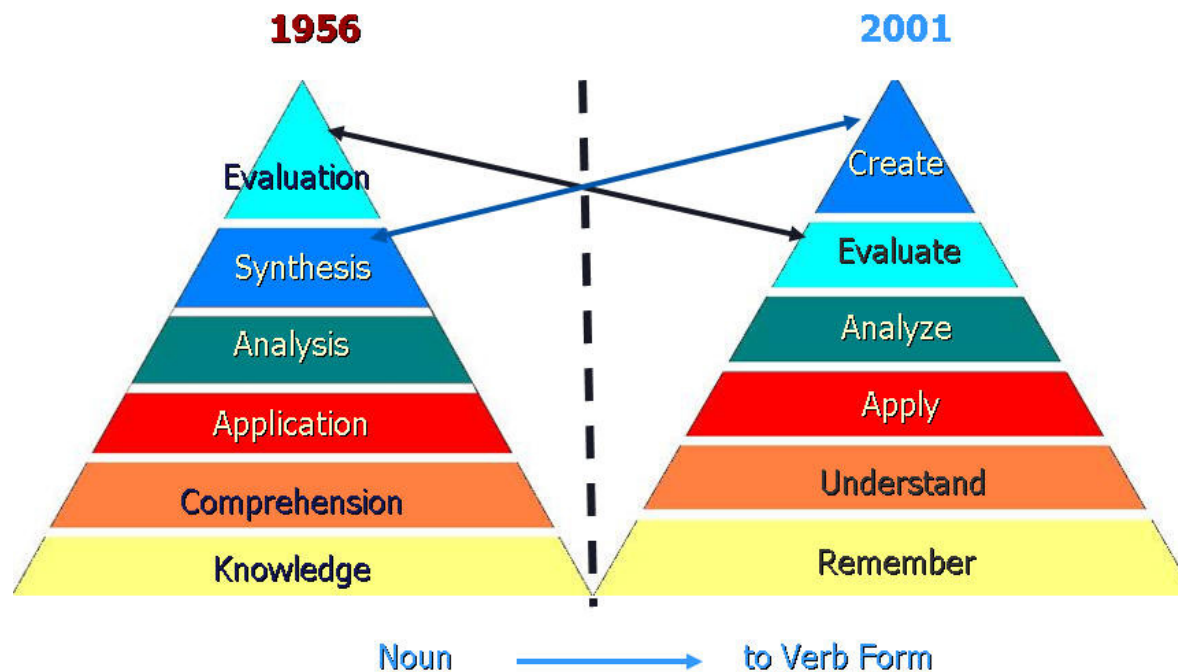 1956
Evaluation
Synthesis
Analysis
Application
Comprehension
Knowledge
2001
Create
Evaluate
Analyze
Apply
Understand
Remember
Noun to Verb Form